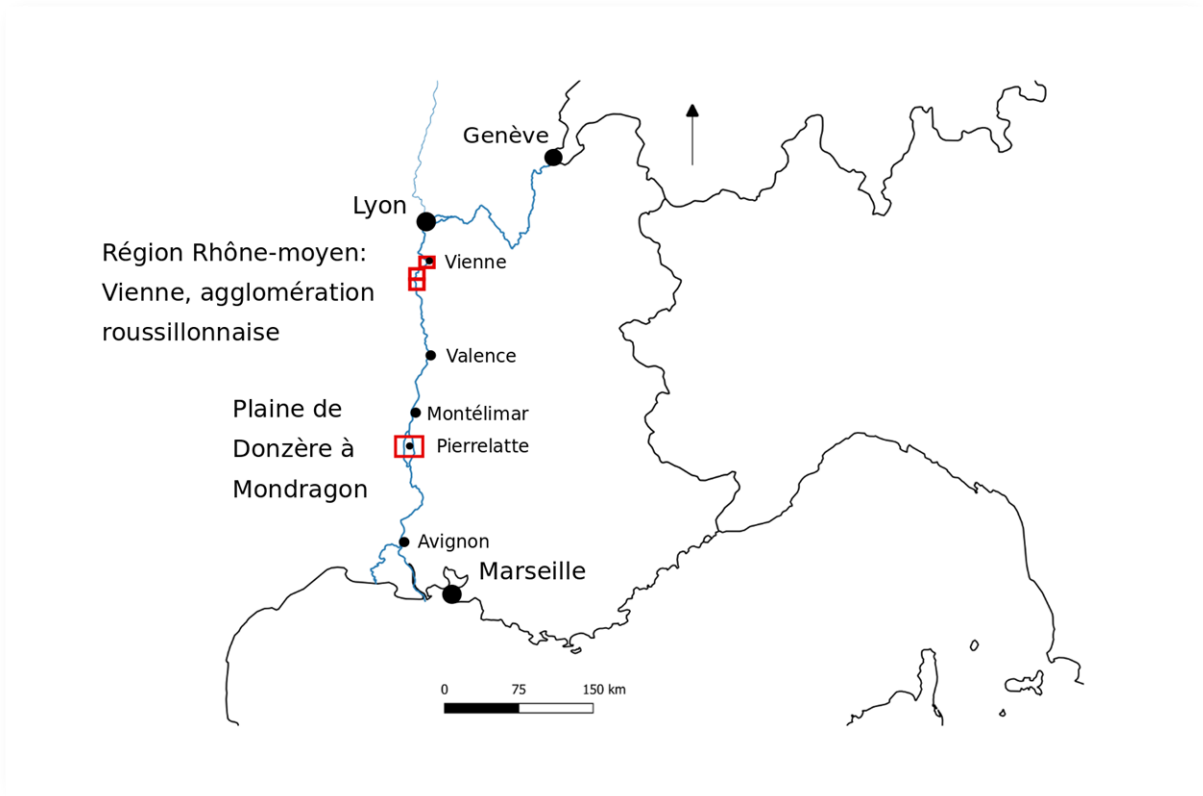 Genève
Lyon
Région Rhône-moyen:
Vienne, agglomération
roussillonnaise
Vienne
Valence
Plaine de
Donzère à
Mondragon
Montélimar
Pierrelatte
Avignon
Marseille
0 75 150 km